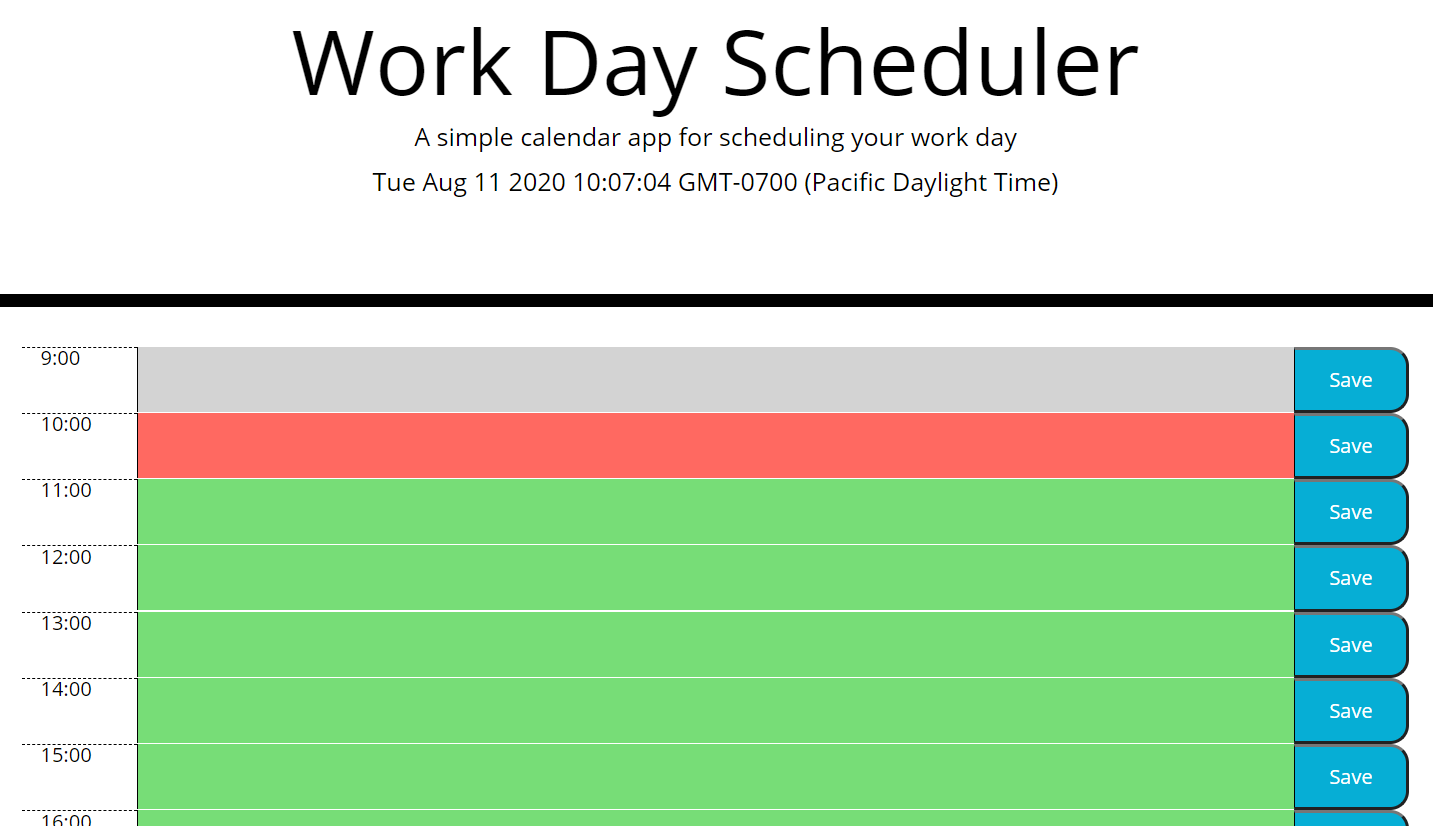 Work Day Scheduler
A simple calendar app for scheduling your work day
Tue Aug 11 2020 10:07:04 GMT-0700 (Pacific Daylight Time)
9:00 Save
10:00 Save
11:00 Save
12:00 Save
13:00 Save
14:00 Save
15:00 Save
16:00